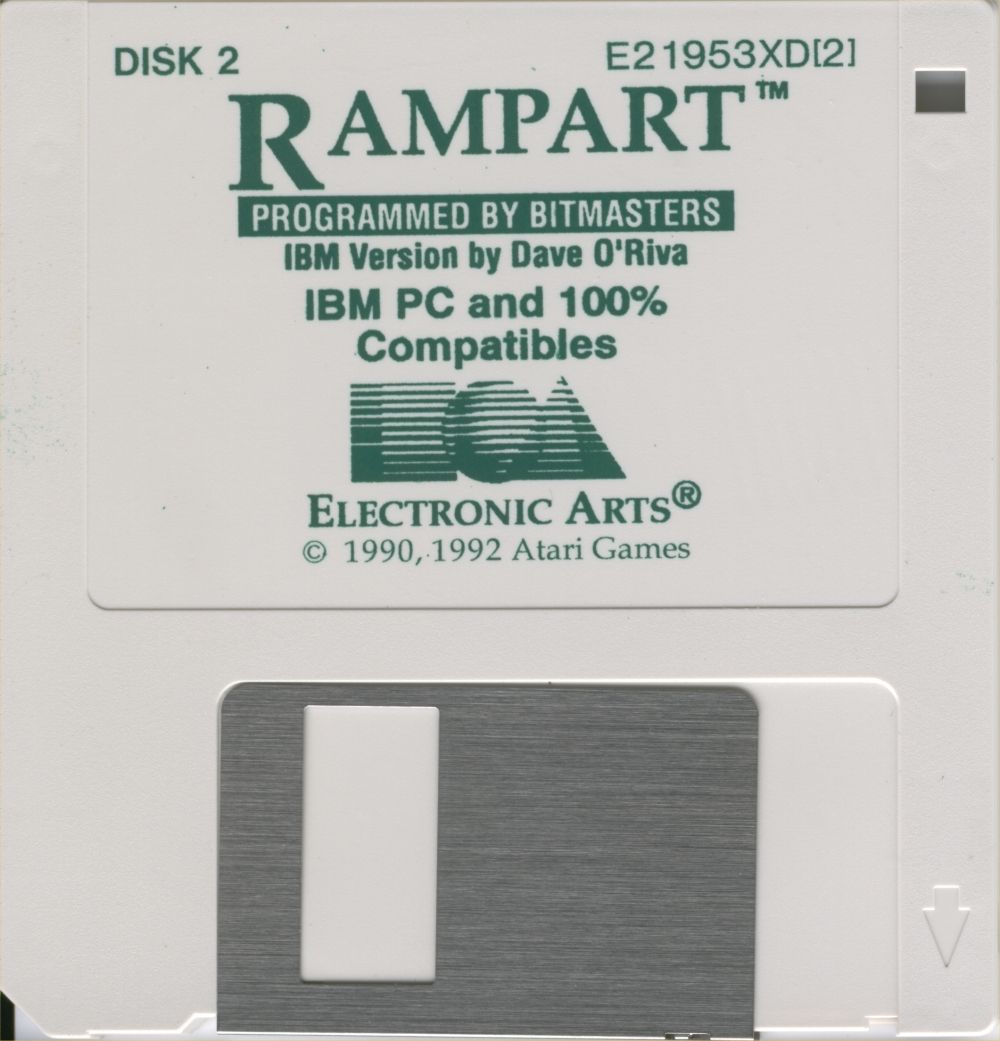 DISK 2
E21953XD[2]
RAMPART™
PROGRAMMED BY BITMASTERS
IBM Version by Dave O'Riva
IBM PC and 100%
Compatibles
EOA
ELECTRONIC ARTS®
© 1990, 1992 Atari Games